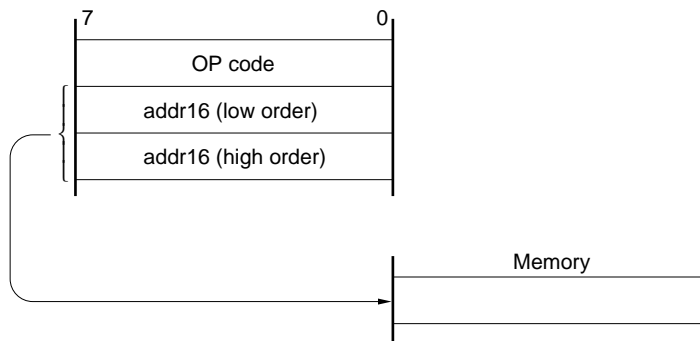 7 0
OP code
addr16 (low order)
addr16 (high order)
Memory